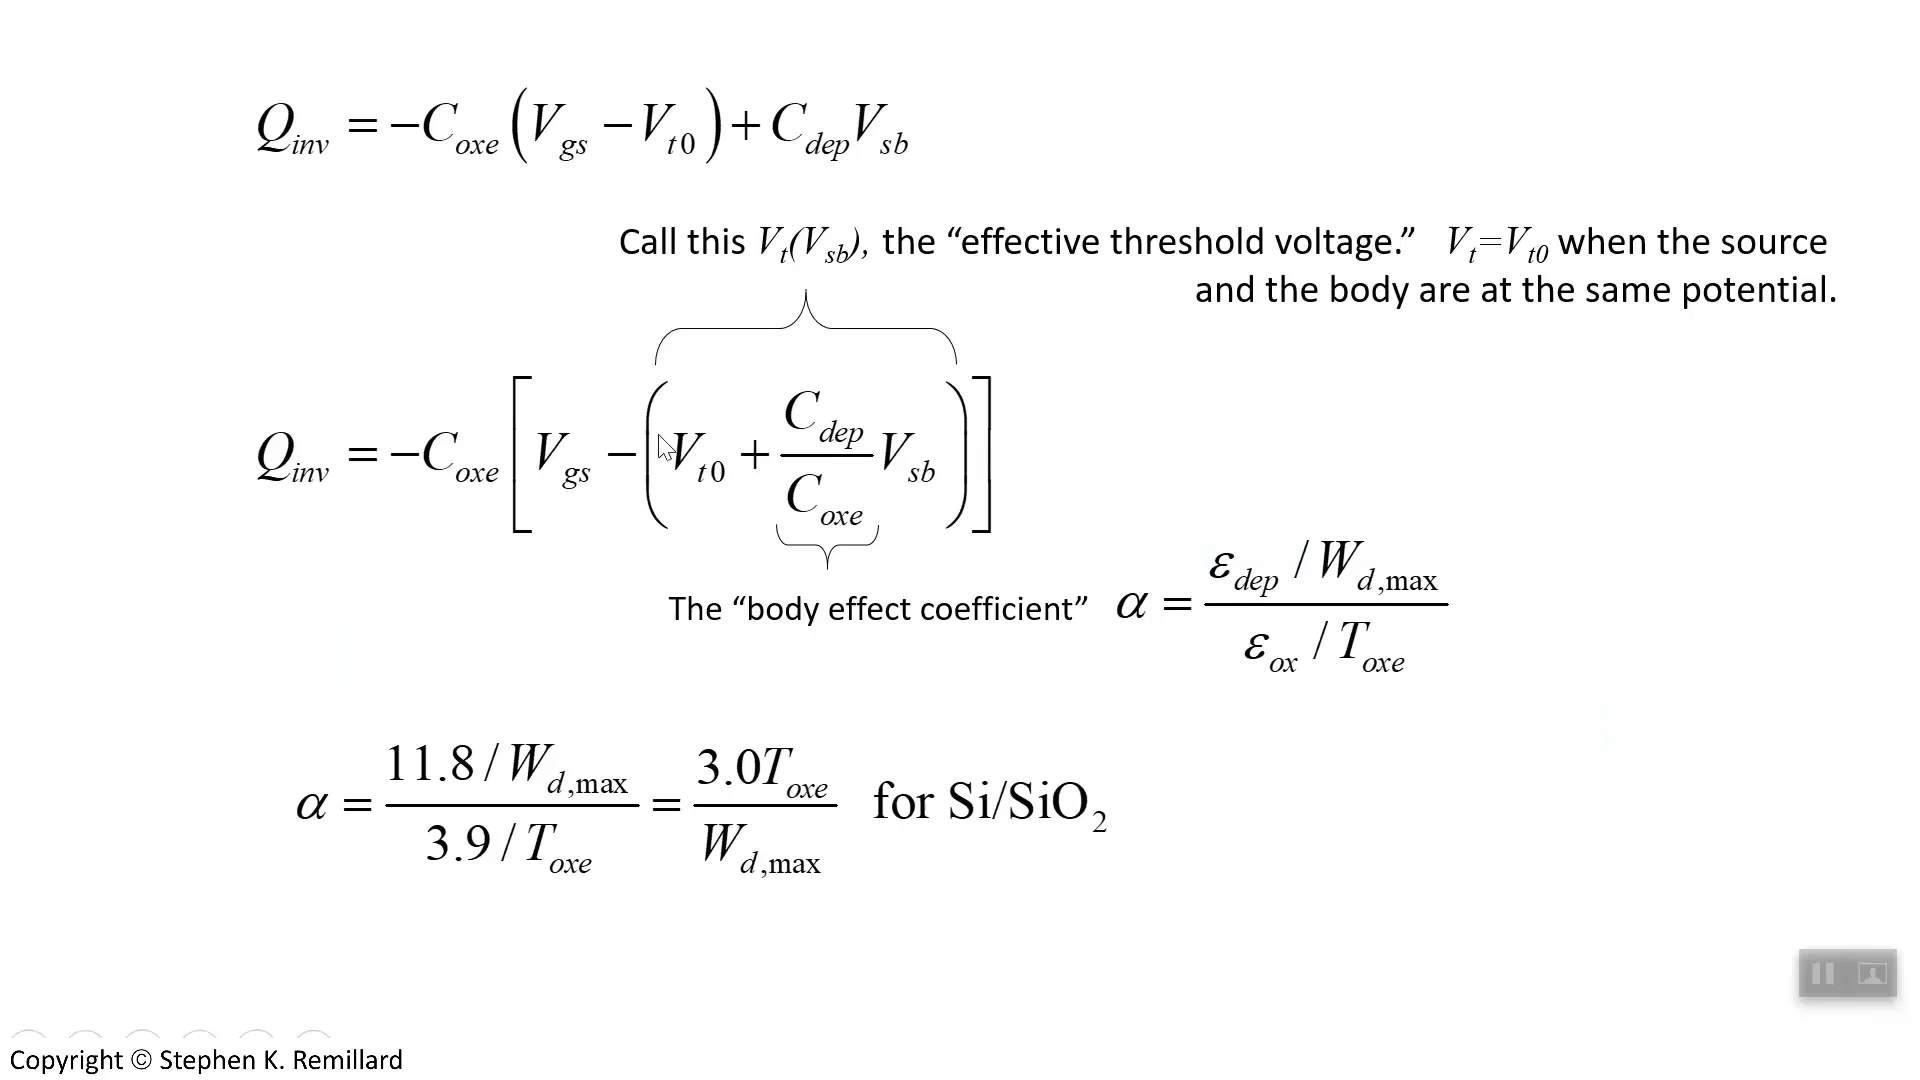 Q_inv = −C_oxe (V_gs − V_t0) + C_dep V_sb
Call this V_t(V_sb), the “effective threshold voltage.” V_t=V_t0 when the source
and the body are at the same potential.
Q_inv = −C_oxe [V_gs − (V_t0 + C_dep / C_oxe V_sb)]
The “body effect coefficient” α = (ε_dep / W_d,max) / (ε_ox / T_oxe)
α = (11.8 / W_d,max) / (3.9 / T_oxe) = 3.0T_oxe / W_d,max for Si/SiO₂
Copyright © Stephen K. Remillard